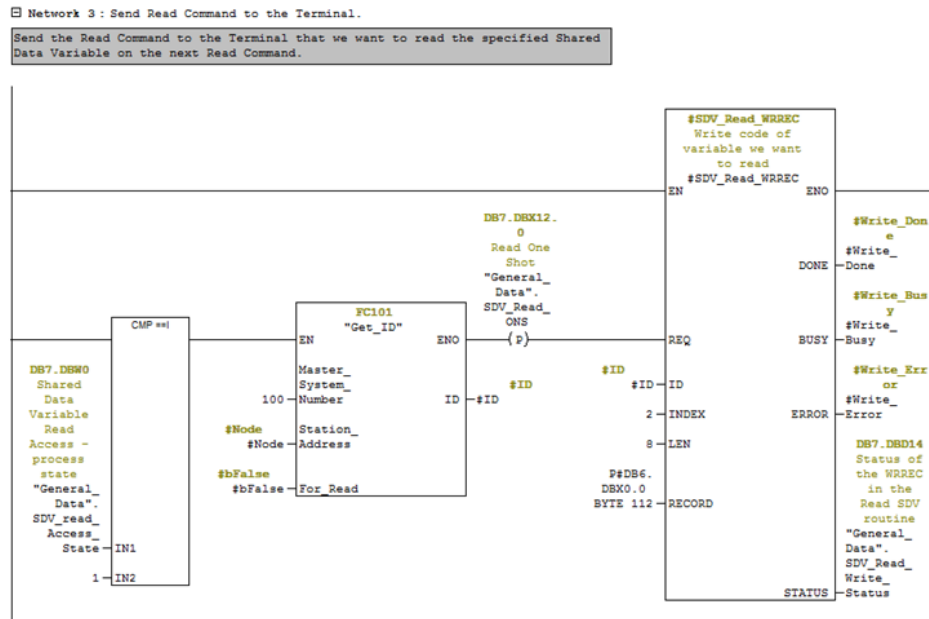 Network 3 : Send Read Command to the Terminal.
Send the Read Command to the Terminal that we want to read the specified Shared
Data Variable on the next Read Command.
CMP ==I
DB7.DBW0
Shared
Data
Variable
Read
Access -
process
state
"General_
Data".
SDV_read_
Access_
State
IN1
1
IN2
FC101
"Get_ID"
EN
ENO
Master_
System_
100
Number
ID
#ID
#ID
#Node
Station_
#Node
Address
#bFalse
#bFalse
For_Read
DB7.DBX12.
0
Read One
Shot
"General_
Data".
SDV_Read_
ONS
(P)
#SDV_Read_WRREC
Write code of
variable we want
to read
#SDV_Read_WRREC
EN
ENO
REQ
#ID
#ID
ID
2
INDEX
8
LEN
P#DB6.
DBX0.0
BYTE 112
RECORD
#Write_Don
e
#Write_
DONE
Done
#Write_Bus
y
#Write_
BUSY
Busy
#Write_Err
or
#Write_
ERROR
Error
DB7.DBD14
Status of
the WRREC
in the
Read SDV
routine
"General_
Data".
SDV_Read_
Write_
STATUS
Status